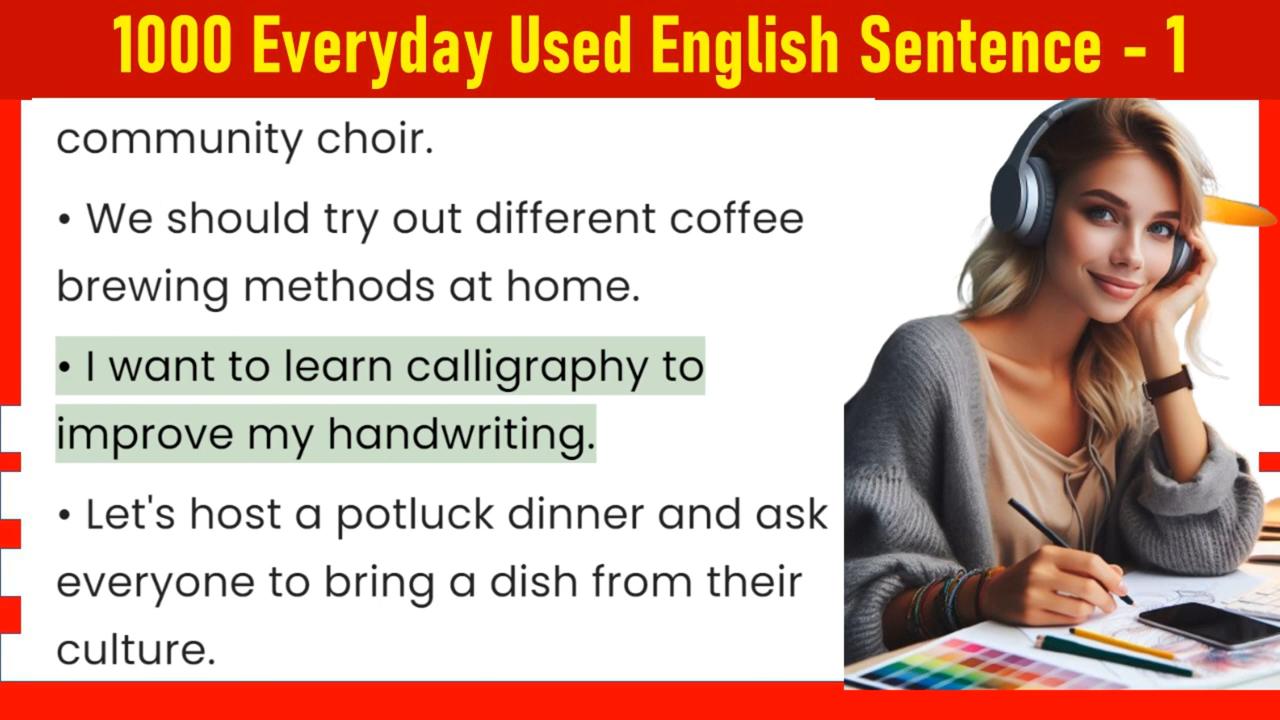 1000 Everyday Used English Sentence - 1
community choir.
• We should try out different coffee
brewing methods at home.
• I want to learn calligraphy to
improve my handwriting.
• Let's host a potluck dinner and ask
everyone to bring a dish from their
culture.